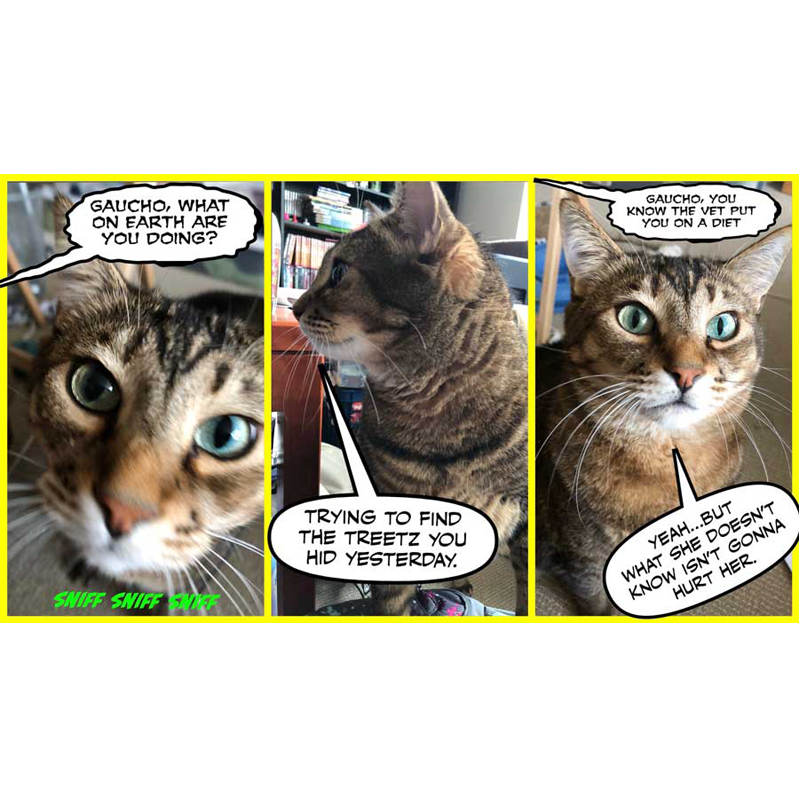 GAUCHO, WHAT
ON EARTH ARE
YOU DOING?
SNIFF SNIFF SNIFF
TRYING TO FIND
THE TREETZ YOU
HID YESTERDAY.
GAUCHO, YOU
KNOW THE VET PUT
YOU ON A DIET
YEAH...BUT
WHAT SHE DOESN'T
KNOW ISN'T GONNA
HURT HER.